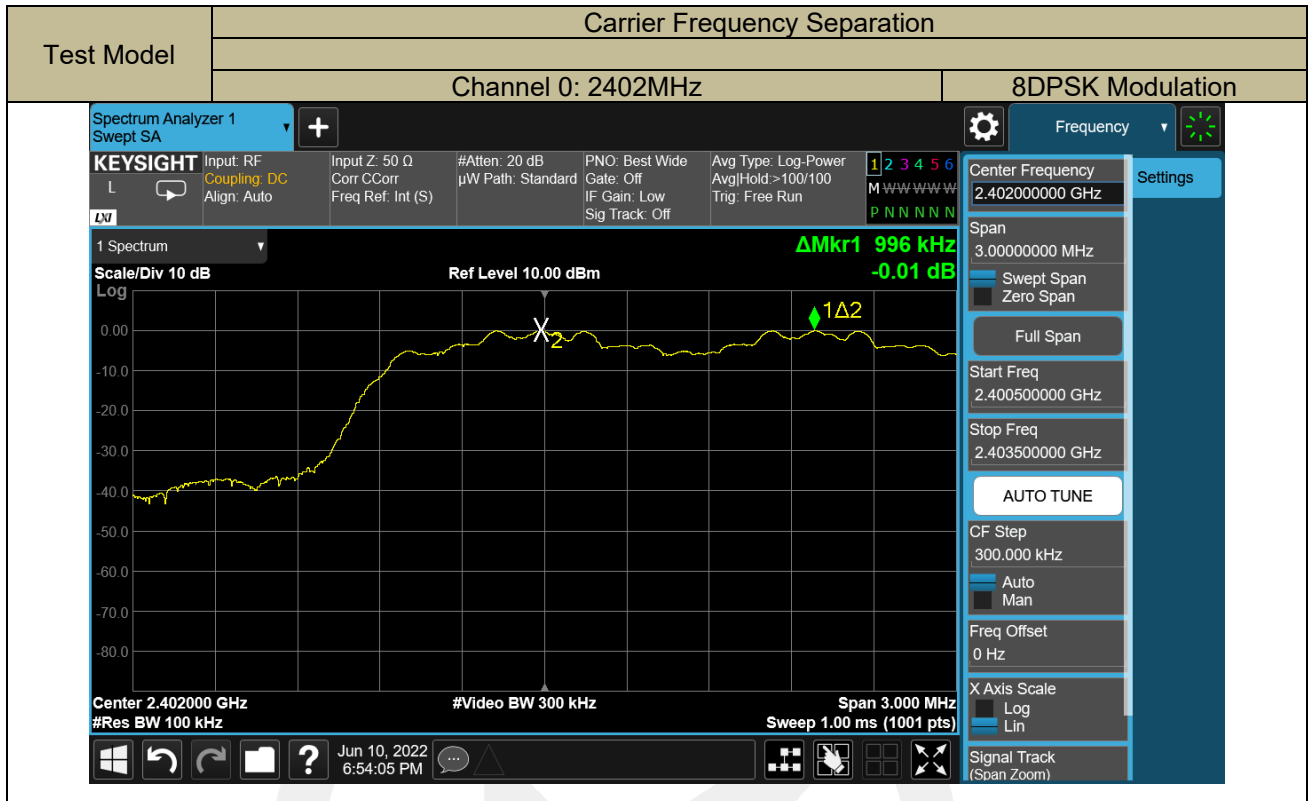 Test Model
Carrier Frequency Separation
Channel 0: 2402MHz
8DPSK Modulation
Spectrum Analyzer 1
Swept SA
Frequency
KEYSIGHT
L
LXI
Input: RF
Coupling: DC
Align: Auto
Input Z: 50 Ω
Corr CCorr
Freq Ref: Int (S)
#Atten: 20 dB
µW Path: Standard
PNO: Best Wide
Gate: Off
IF Gain: Low
Sig Track: Off
Avg Type: Log-Power
Avg|Hold:>100/100
Trig: Free Run
1 2 3 4 5 6
M W W W W W
P N N N N N
1 Spectrum
ΔMkr1 996 kHz
-0.01 dB
Scale/Div 10 dB
Ref Level 10.00 dBm
Log
1Δ2
X2
0.00
-10.0
-20.0
-30.0
-40.0
-50.0
-60.0
-70.0
-80.0
Center 2.402000 GHz
#Video BW 300 kHz
Span 3.000 MHz
#Res BW 100 kHz
Sweep 1.00 ms (1001 pts)
?
Jun 10, 2022
6:54:05 PM
Center Frequency
2.402000000 GHz
Settings
Span
3.00000000 MHz
Swept Span
Zero Span
Full Span
Start Freq
2.400500000 GHz
Stop Freq
2.403500000 GHz
AUTO TUNE
CF Step
300.000 kHz
Auto
Man
Freq Offset
0 Hz
X Axis Scale
Log
Lin
Signal Track
(Span Zoom)